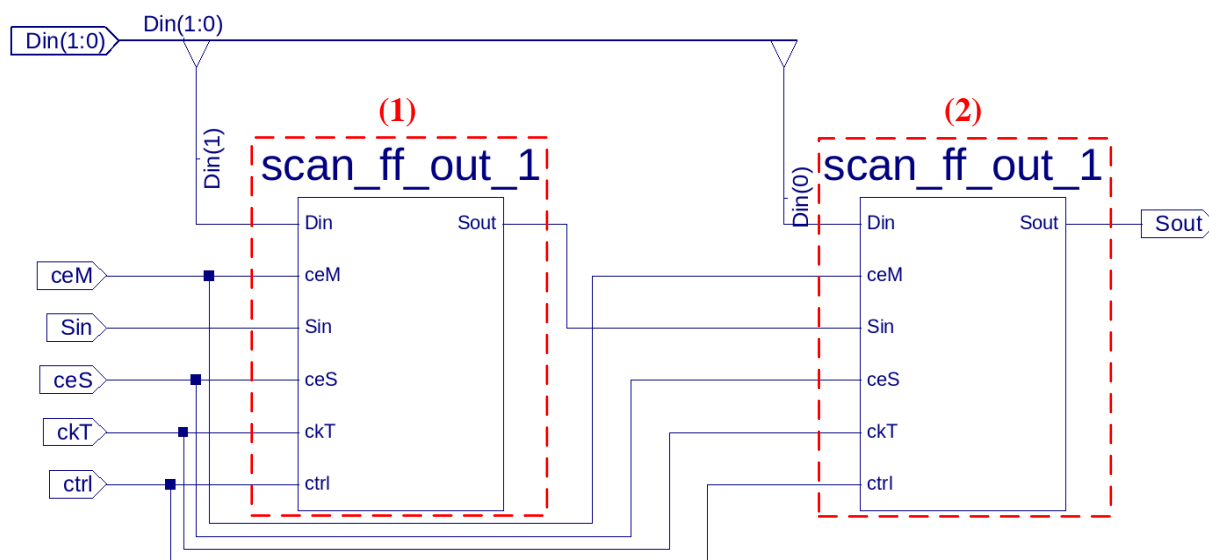 Din(1:0)
Din(1:0)
(1)
(2)
Din(1)
scan_ff_out_1
Din(0)
scan_ff_out_1
Din
Sout
Din
Sout
Sout
ceM
ceM
ceM
Sin
Sin
Sin
ceS
ceS
ceS
ckT
ckT
ckT
ctrl
ctrl
ctrl